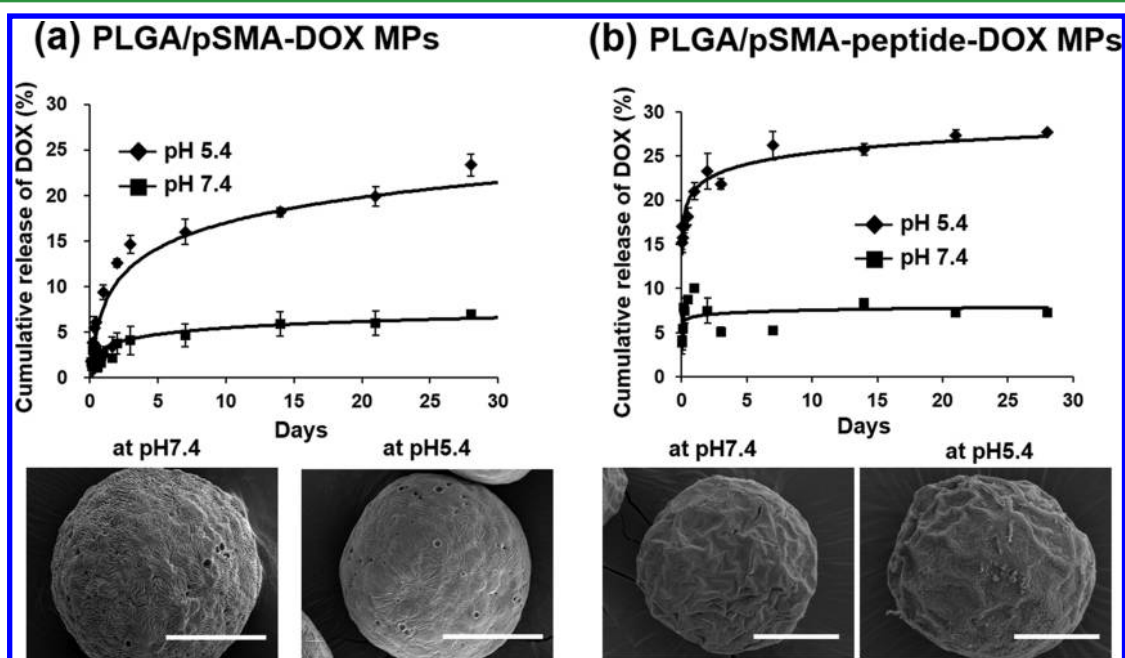 (a) PLGA/pSMA-DOX MPs
Cumulative release of DOX (%)
30
25
20
15
10
5
0
pH 5.4
pH 7.4
0 5 10 15 20 25 30
Days
at pH7.4 at pH5.4
(b) PLGA/pSMA-peptide-DOX MPs
Cumulative release of DOX (%)
30
25
20
15
10
5
0
pH 5.4
pH 7.4
0 5 10 15 20 25 30
Days
at pH7.4 at pH5.4